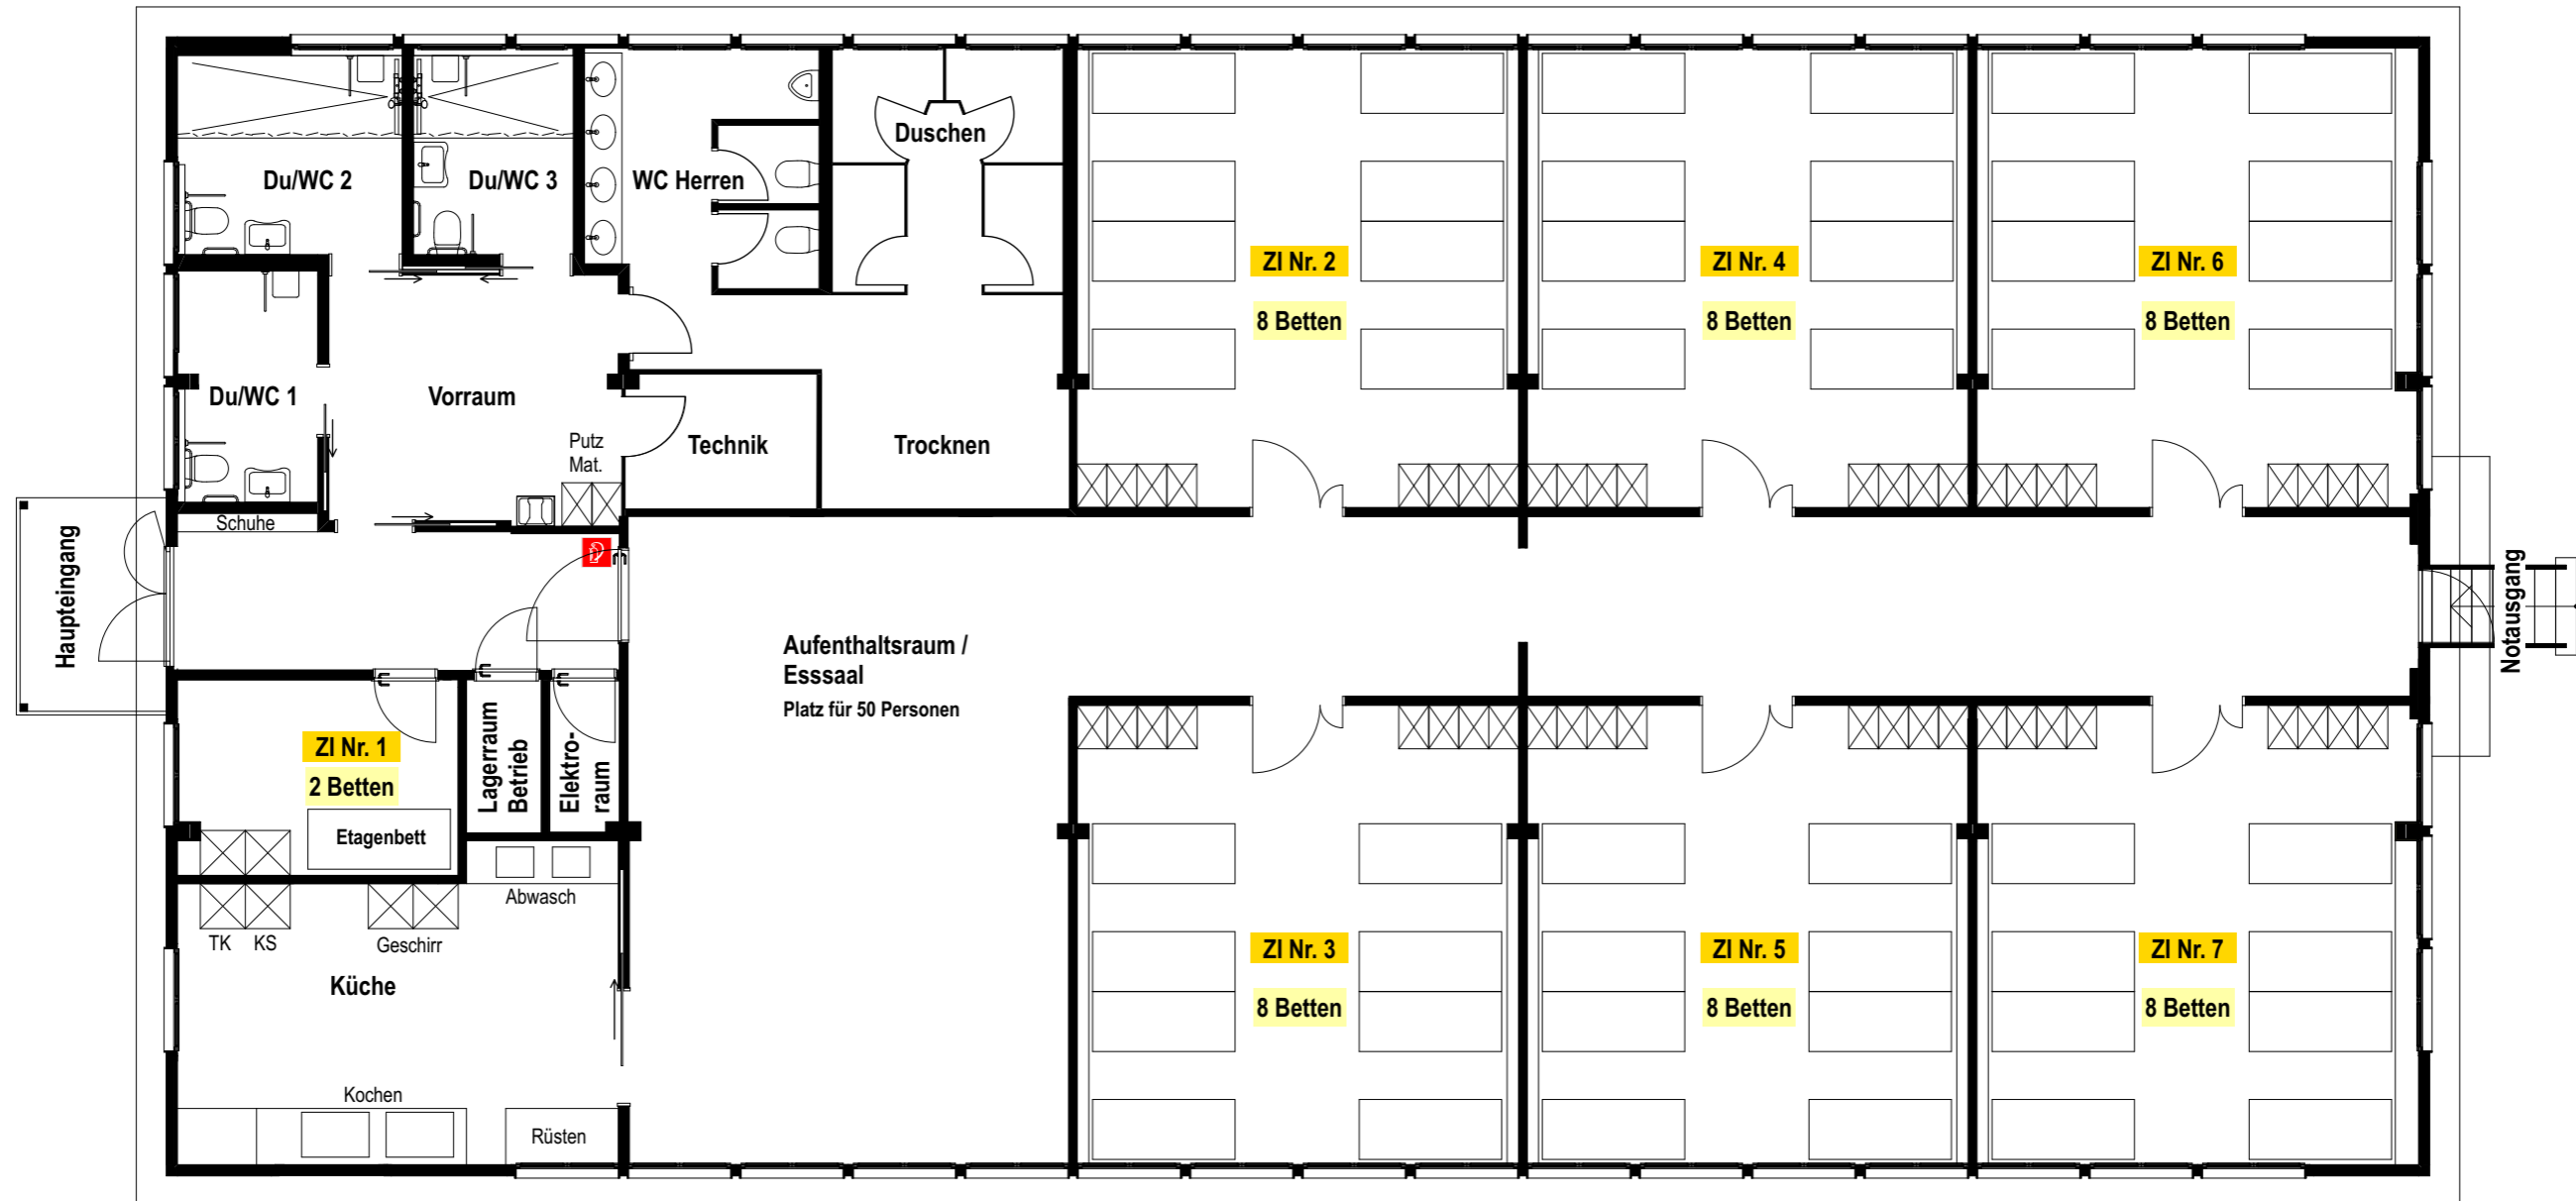 Duschen
Du/WC 2
Du/WC 3
WC Herren
ZI Nr. 2
8 Betten
ZI Nr. 4
8 Betten
ZI Nr. 6
8 Betten
Du/WC 1
Vorraum
Putz
Mat.
Technik
Trocknen
Schuhe
Haupteingang
Notausgang
Aufenthaltsraum /
Esssaal
Platz für 50 Personen
ZI Nr. 1
2 Betten
Etagenbett
Lagerraum
Betrieb
Elektro-
raum
Abwasch
TK
KS
Geschirr
Küche
Kochen
Rüsten
ZI Nr. 3
8 Betten
ZI Nr. 5
8 Betten
ZI Nr. 7
8 Betten